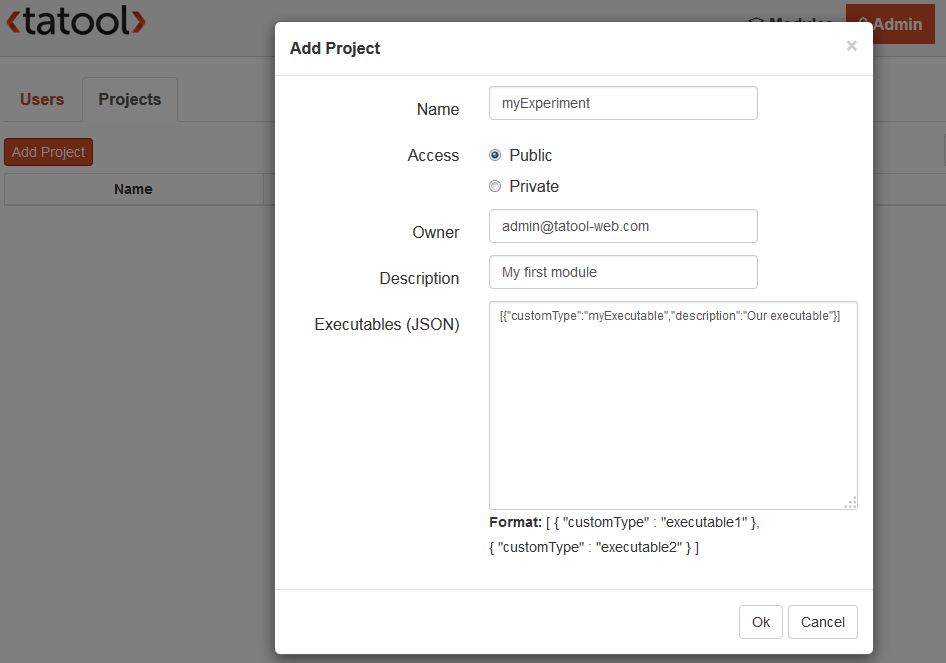 ‹tatool›
Modules
Admin
Add Project
×
Users
Projects
Name
myExperiment
Access
Public
Private
Add Project
Name
Owner
admin@tatool-web.com
Description
My first module
Executables (JSON)
[{"customType":"myExecutable","description":"Our executable"}]
Format: [ { "customType" : "executable1" },
{ "customType" : "executable2" } ]
Ok
Cancel